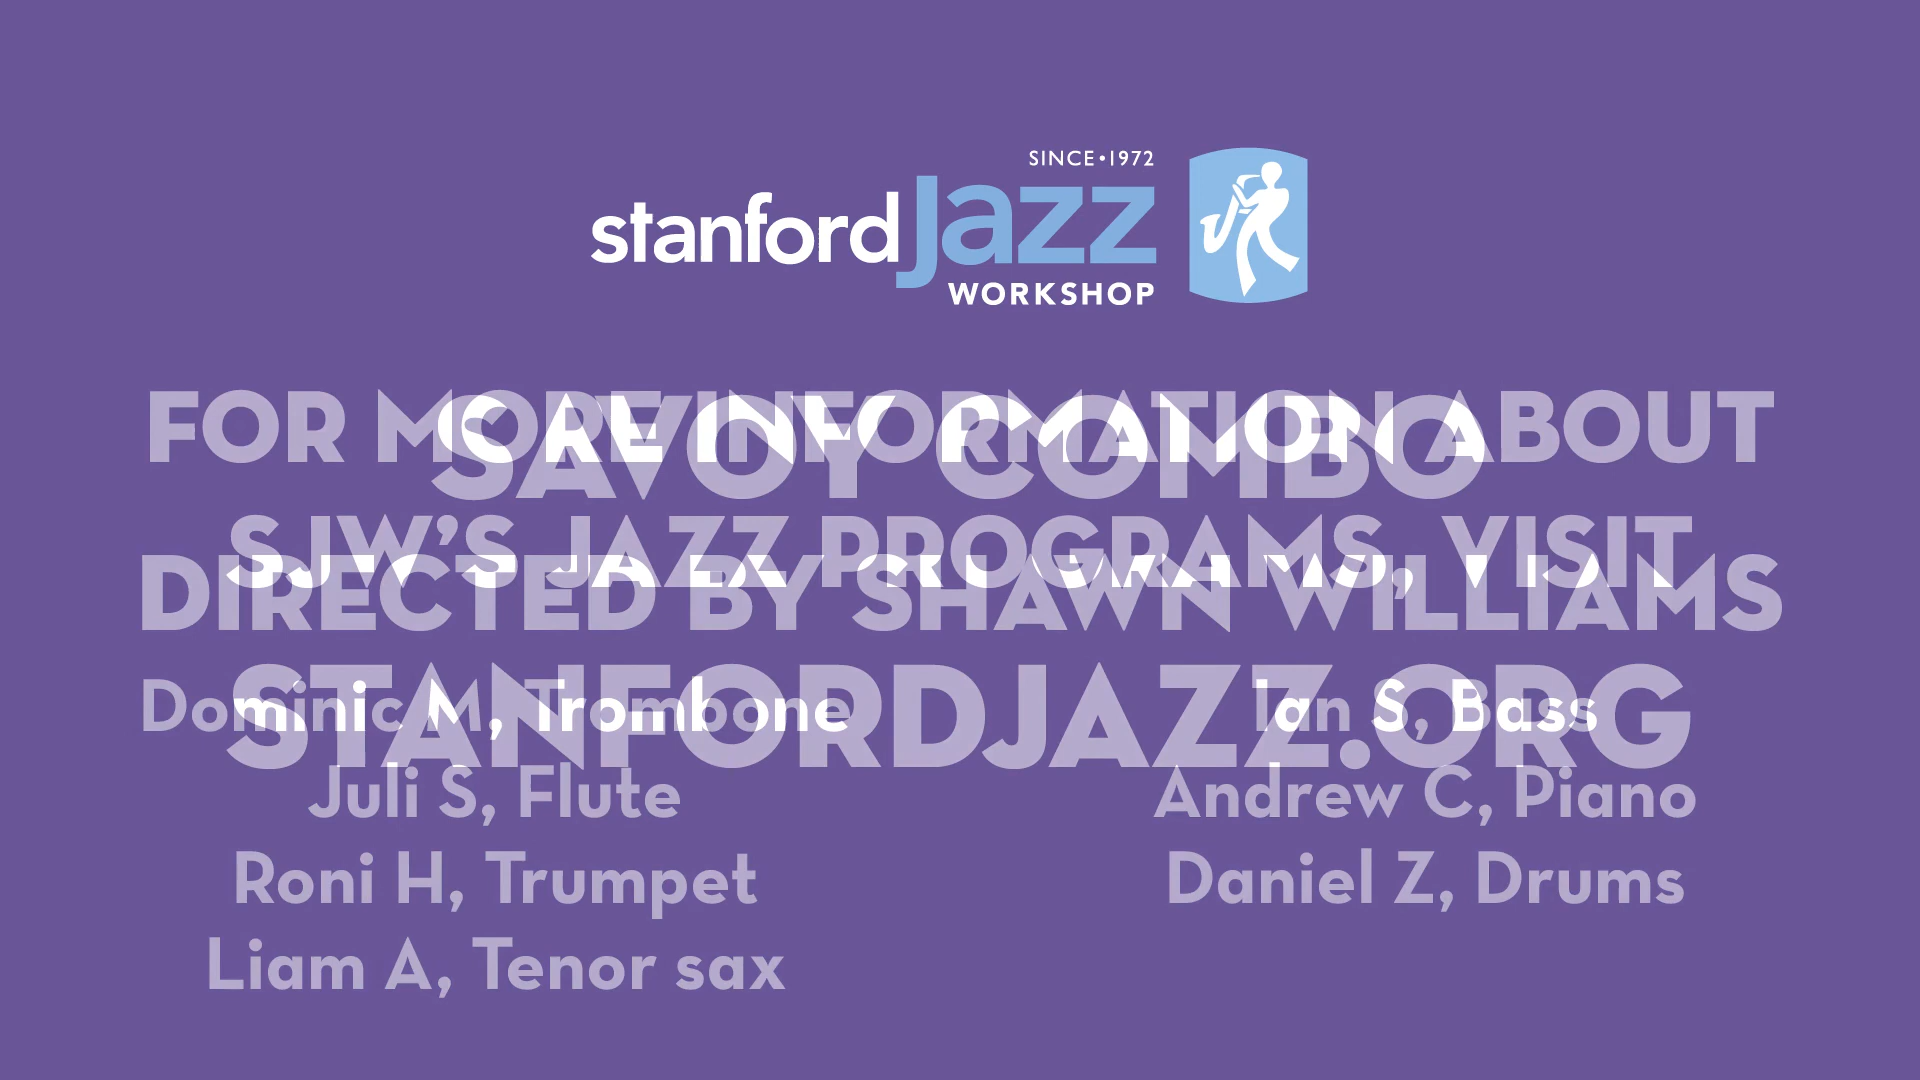 SINCE•1972
stanford Jazz
WORKSHOP
FOR MORE INFORMATION ABOUT
SJW'S JAZZ PROGRAMS, VISIT
STANFORDJAZZ.ORG
SAVOY COMBO
DIRECTED BY SHAWN WILLIAMS
Dominic M, Trombone
Juli S, Flute
Roni H, Trumpet
Liam A, Tenor sax
Ian S, Bass
Andrew C, Piano
Daniel Z, Drums